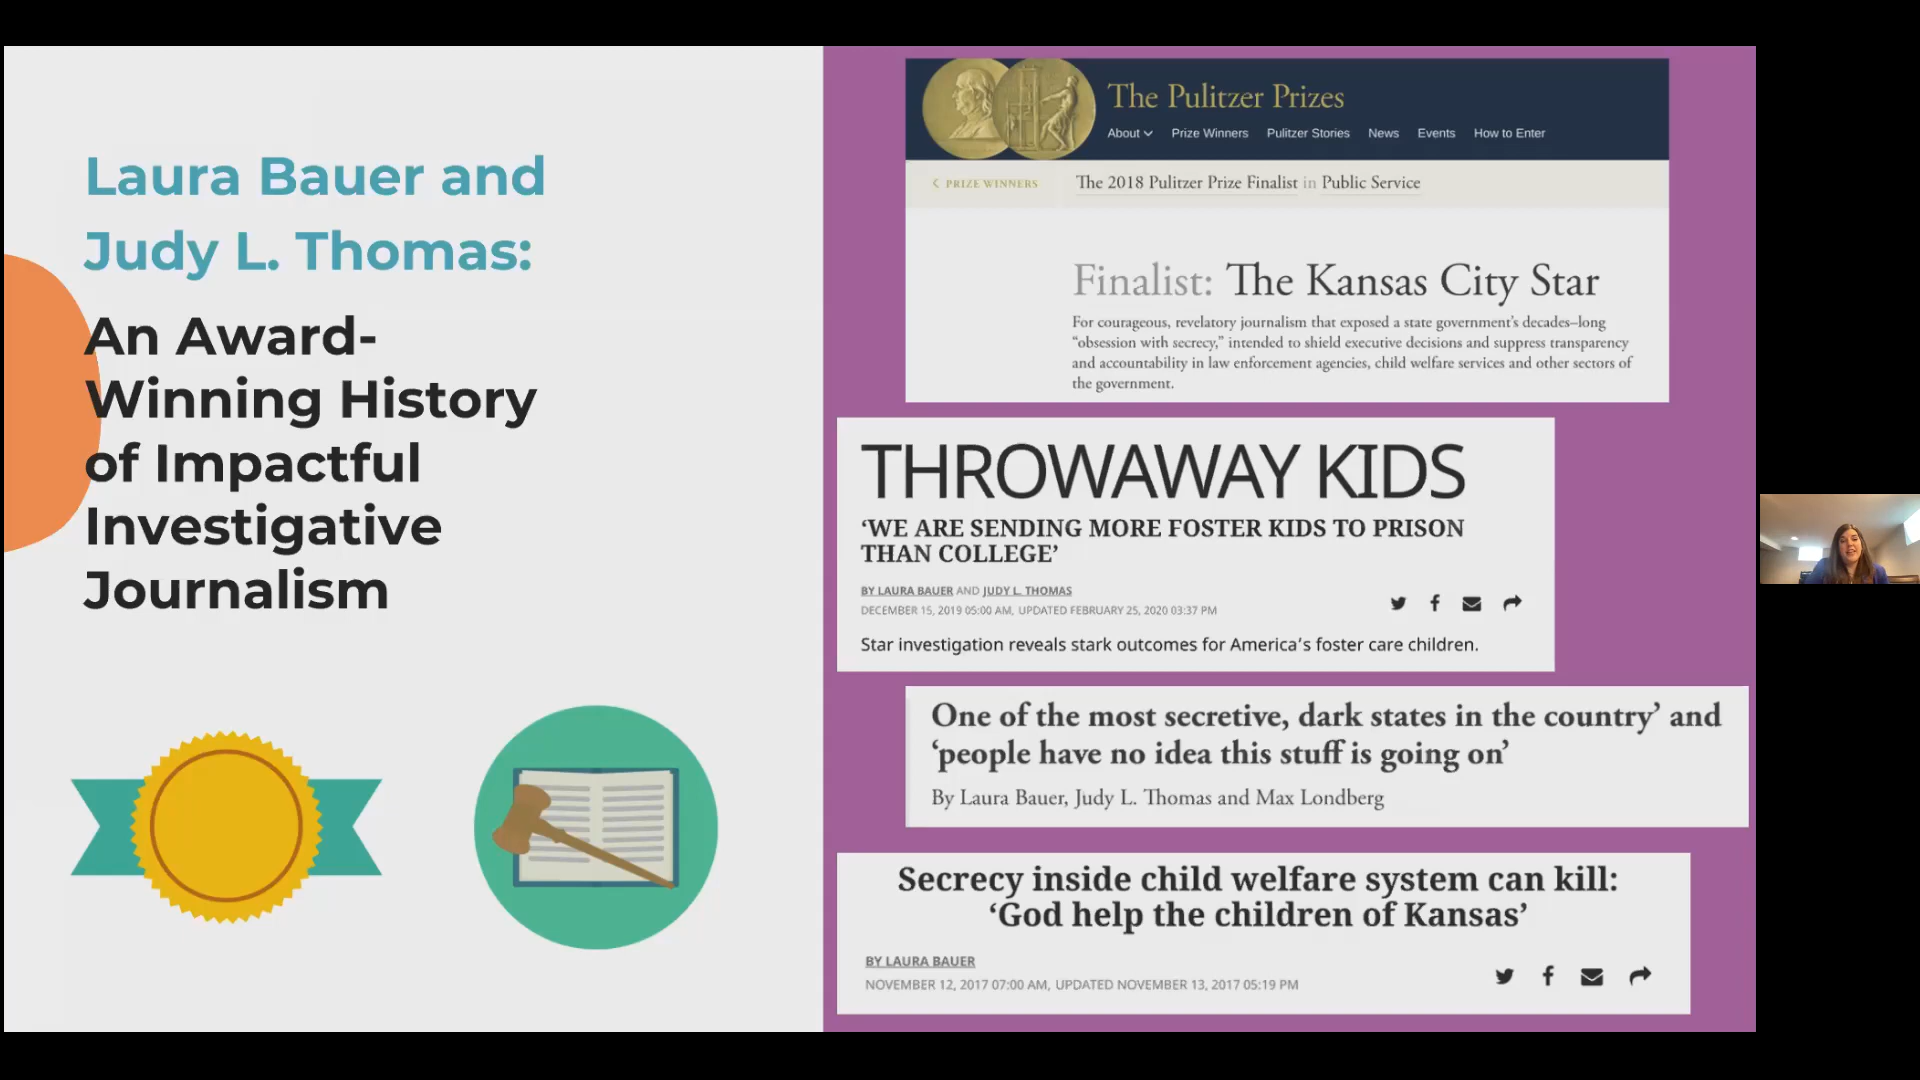 Laura Bauer and
Judy L. Thomas:
An Award-
Winning History
of Impactful
Investigative
Journalism
The Pulitzer Prizes
About Prize Winners Pulitzer Stories News Events How to Enter
PRIZE WINNERS
The 2018 Pulitzer Prize Finalist in Public Service
Finalist: The Kansas City Star
For courageous, revelatory journalism that exposed a state government's decades–long
“obsession with secrecy,” intended to shield executive decisions and suppress transparency
and accountability in law enforcement agencies, child welfare services and other sectors of
the government.
THROWAWAY KIDS
‘WE ARE SENDING MORE FOSTER KIDS TO PRISON
THAN COLLEGE’
BY LAURA BAUER AND JUDY L. THOMAS
DECEMBER 15, 2019 05:00 AM, UPDATED FEBRUARY 25, 2020 03:37 PM
Star investigation reveals stark outcomes for America's foster care children.
One of the most secretive, dark states in the country’ and
‘people have no idea this stuff is going on’
By Laura Bauer, Judy L. Thomas and Max Londberg
Secrecy inside child welfare system can kill:
‘God help the children of Kansas’
BY LAURA BAUER
NOVEMBER 12, 2017 07:00 AM, UPDATED NOVEMBER 13, 2017 05:19 PM